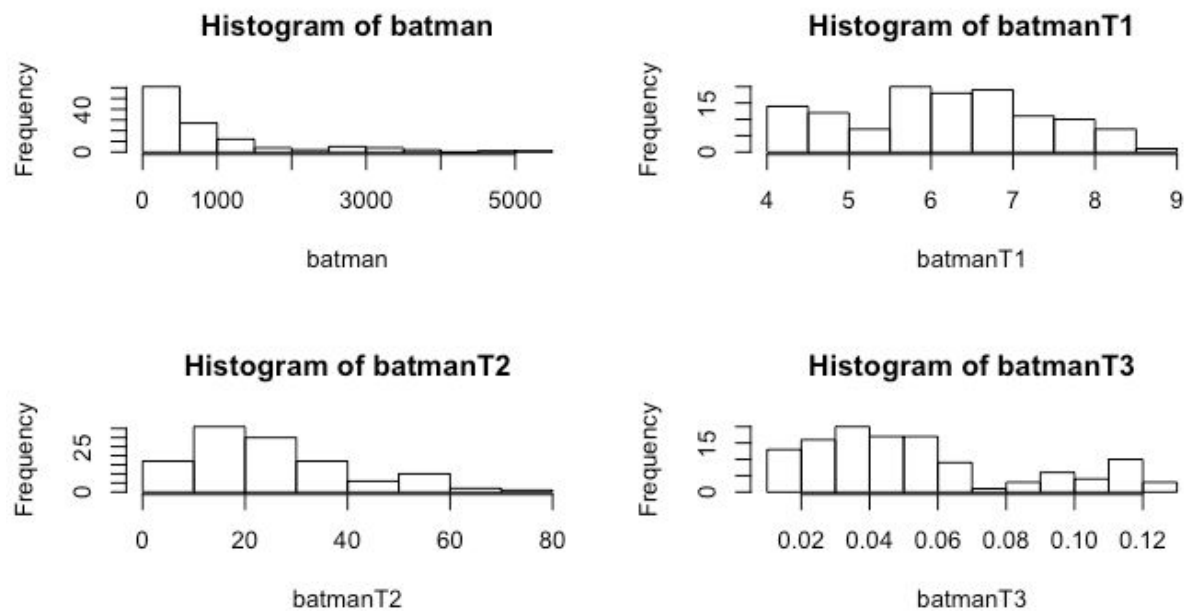 Histogram of batman
Frequency
40
0
0 1000 3000 5000
batman
Histogram of batmanT1
Frequency
15
0
4 5 6 7 8 9
batmanT1
Histogram of batmanT2
Frequency
25
0
0 20 40 60 80
batmanT2
Histogram of batmanT3
Frequency
15
0
0.02 0.04 0.06 0.08 0.10 0.12
batmanT3